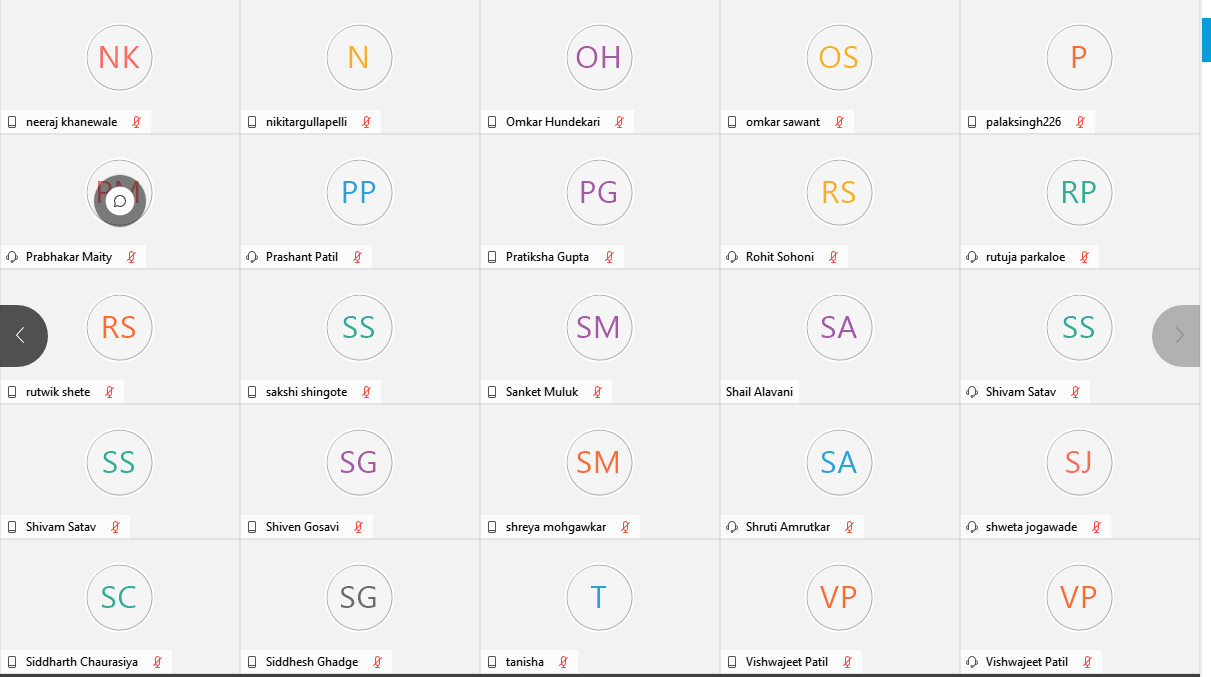 NK N OH OS P
neeraj khanewale nikitargullapelli Omkar Hundekari omkar sawant palaksingh226
PM PP PG RS RP
Prabhakar Maity Prashant Patil Pratiksha Gupta Rohit Sohoni rutuja parkaloe
RS SS SM SA SS
rutwik shete sakshi shingote Sanket Muluk Shail Alavani Shivam Satav
SS SG SM SA SJ
Shivam Satav Shiven Gosavi shreya mohgawkar Shruti Amrutkar shweta jogawade
SC SG T VP VP
Siddharth Chaurasiya Siddhesh Ghadge tanisha Vishwajeet Patil Vishwajeet Patil